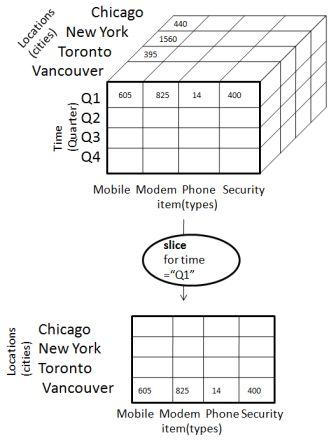 Locations
(cities)
Chicago
New York
Toronto
Vancouver
440
1560
395
Time
(Quarter)
Q1 605 825 14 400
Q2
Q3
Q4
Mobile Modem Phone Security
item(types)
slice
for time
="Q1"
Locations
(cities)
Chicago
New York
Toronto
Vancouver 605 825 14 400
Mobile Modem Phone Security
item(types)